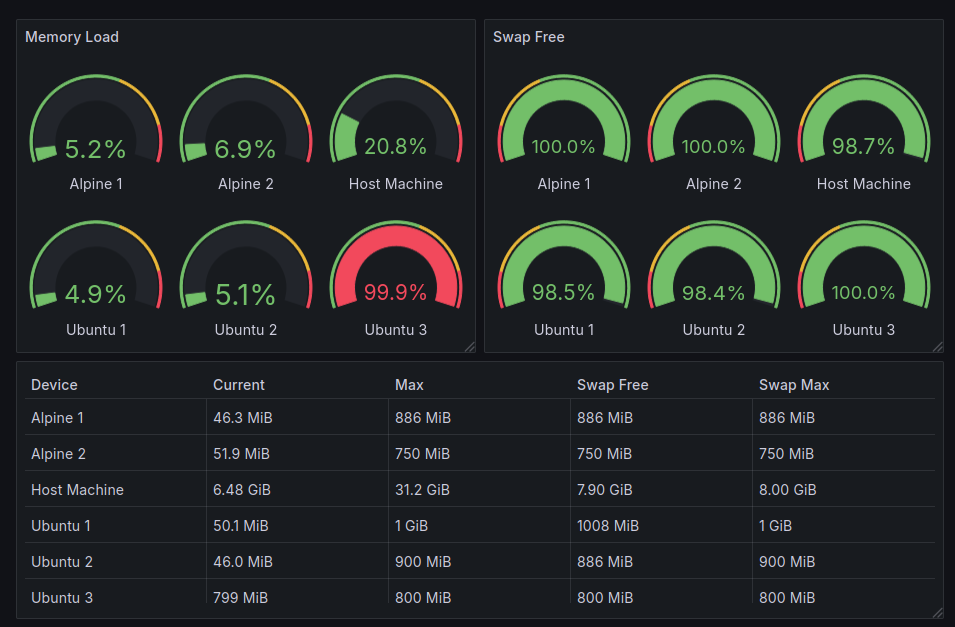 Memory Load
5.2% 6.9% 20.8%
Alpine 1 Alpine 2 Host Machine
4.9% 5.1% 99.9%
Ubuntu 1 Ubuntu 2 Ubuntu 3
Swap Free
100.0% 100.0% 98.7%
Alpine 1 Alpine 2 Host Machine
98.5% 98.4% 100.0%
Ubuntu 1 Ubuntu 2 Ubuntu 3
Device Current Max Swap Free Swap Max
Alpine 1 46.3 MiB 886 MiB 886 MiB 886 MiB
Alpine 2 51.9 MiB 750 MiB 750 MiB 750 MiB
Host Machine 6.48 GiB 31.2 GiB 7.90 GiB 8.00 GiB
Ubuntu 1 50.1 MiB 1 GiB 1008 MiB 1 GiB
Ubuntu 2 46.0 MiB 900 MiB 886 MiB 900 MiB
Ubuntu 3 799 MiB 800 MiB 800 MiB 800 MiB